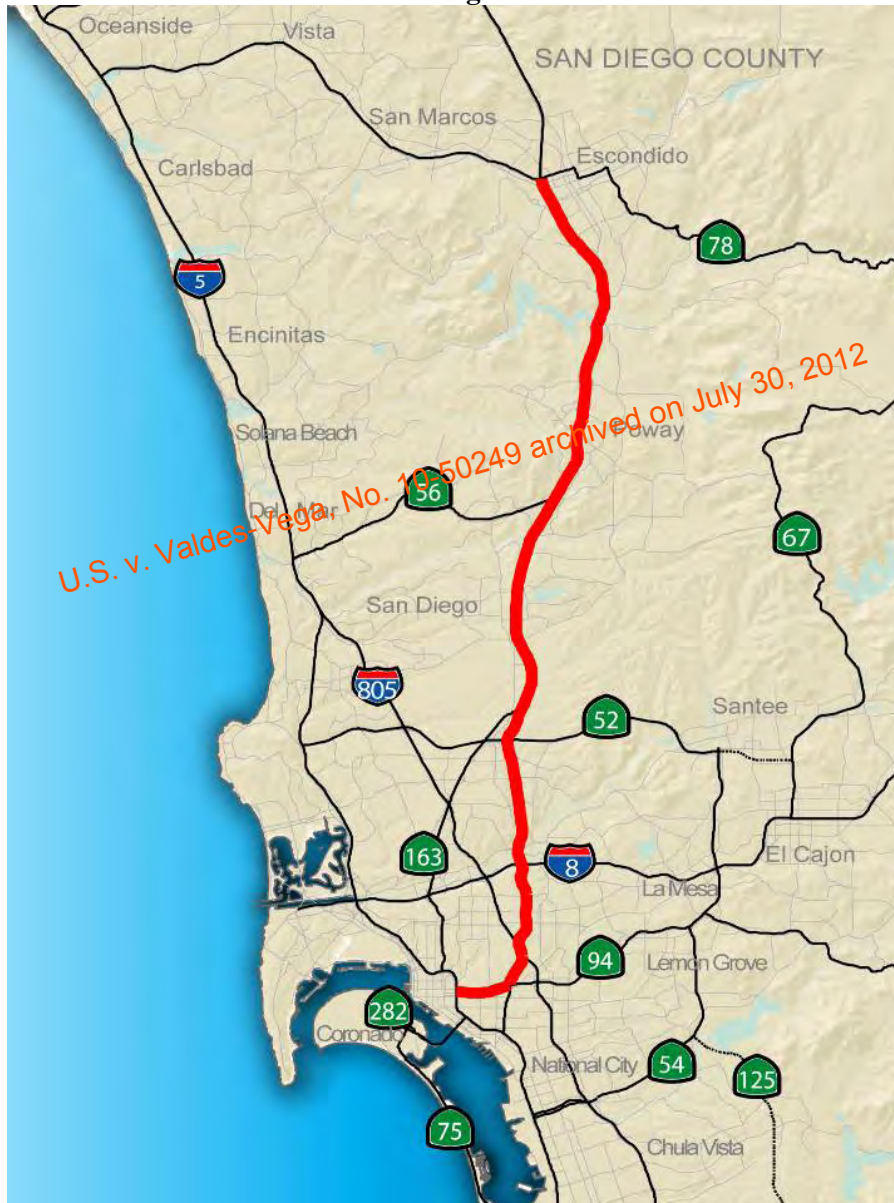 Oceanside
Vista
SAN DIEGO COUNTY
San Marcos
Escondido
Carlsbad
78
5
Encinitas
U.S. v. Valdes-Vega, No. 10-50249 archived on July 30, 2012
Solana Beach
Poway
56
Del Mar
67
San Diego
805
52
Santee
163
8
El Cajon
La Mesa
94
Lemon Grove
282
Coronado
National City
54
125
75
Chula Vista